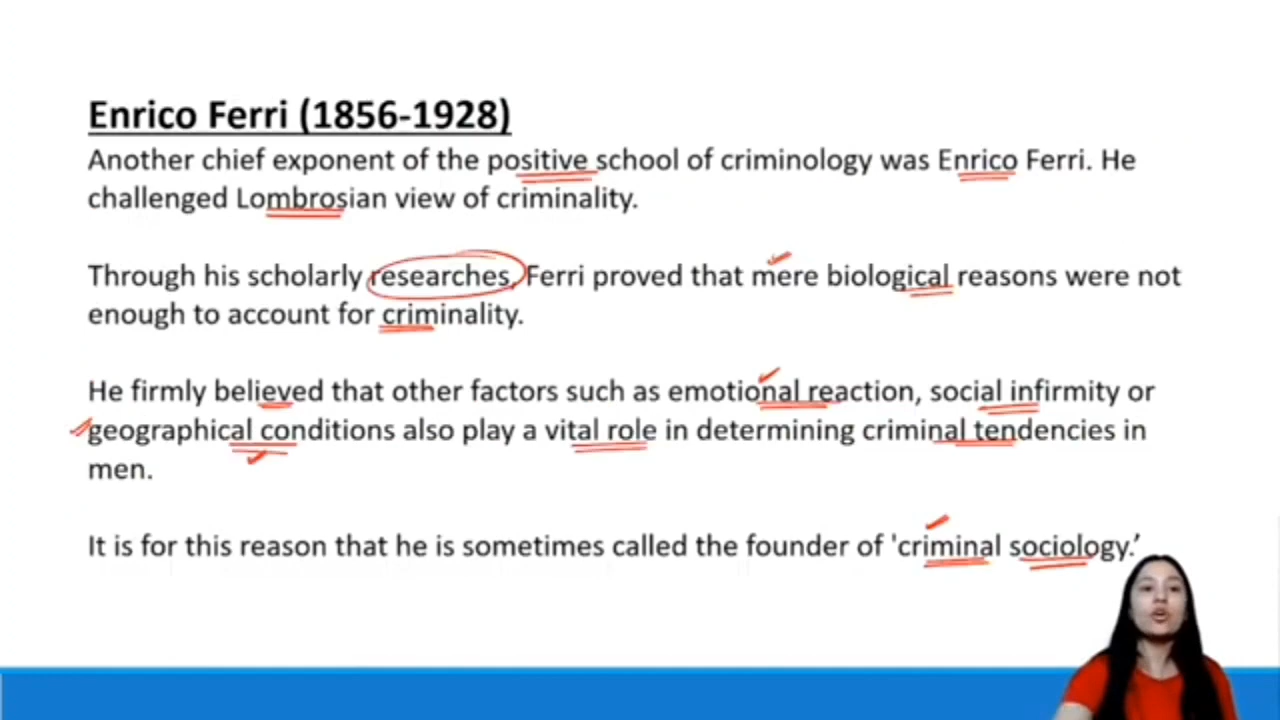 Enrico Ferri (1856-1928)
Another chief exponent of the positive school of criminology was Enrico Ferri. He
challenged Lombrosian view of criminality.
Through his scholarly researches, Ferri proved that mere biological reasons were not
enough to account for criminality.
He firmly believed that other factors such as emotional reaction, social infirmity or
geographical conditions also play a vital role in determining criminal tendencies in
men.
It is for this reason that he is sometimes called the founder of 'criminal sociology.’